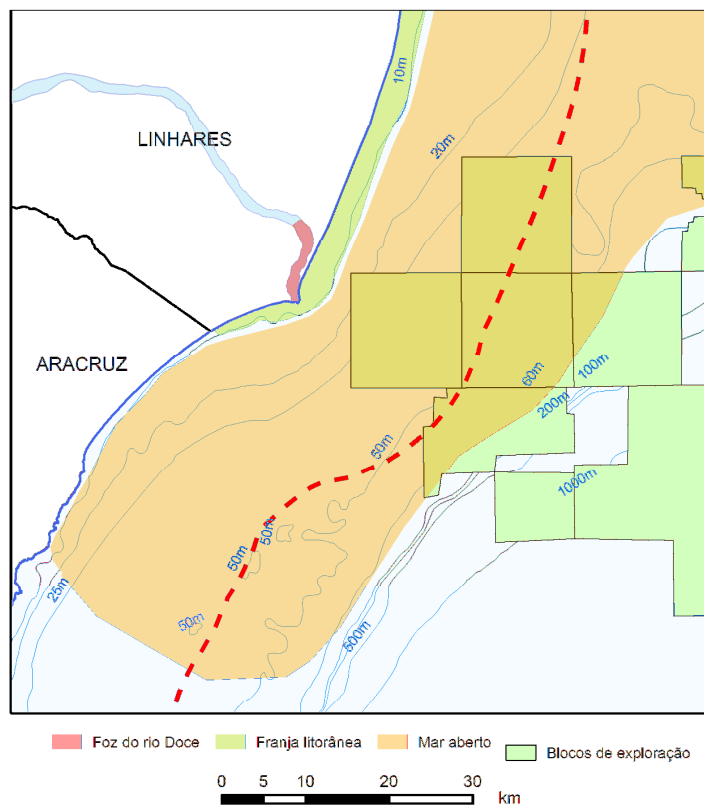 10m
LINHARES
20m
ARACRUZ
60m
100m
200m
50m
1000m
50m
50m
25m
50m
500m
Foz do rio Doce
Franja litorânea
Mar aberto
Blocos de exploração
0 5 10 20 30
km